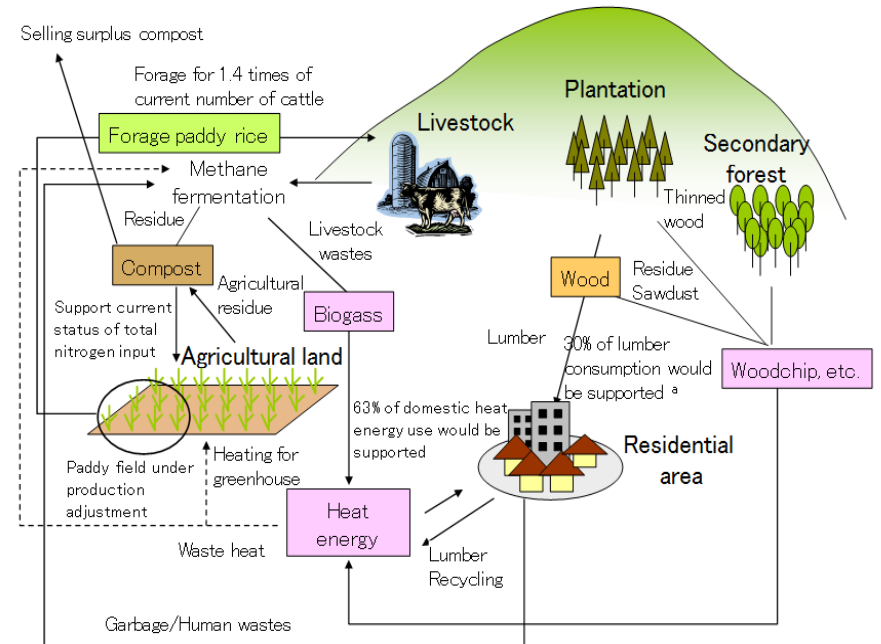 Selling surplus compost
Forage for 1.4 times of
current number of cattle
Forage paddy rice
Livestock
Plantation
Secondary
forest
Methane
fermentation
Thinned
wood
Residue
Livestock
wastes
Compost
Agricultural
residue
Wood
Residue
Sawdust
Support current
status of total
nitrogen input
Biogass
Agricultural land
Lumber
30% of lumber
consumption would
be supported a
Woodchip, etc.
63% of domestic heat
energy use would be
supported
Residential
area
Paddy field under
production
adjustment
Heating for
greenhouse
Heat
energy
Waste heat
Lumber
Recycling
Garbage/Human wastes